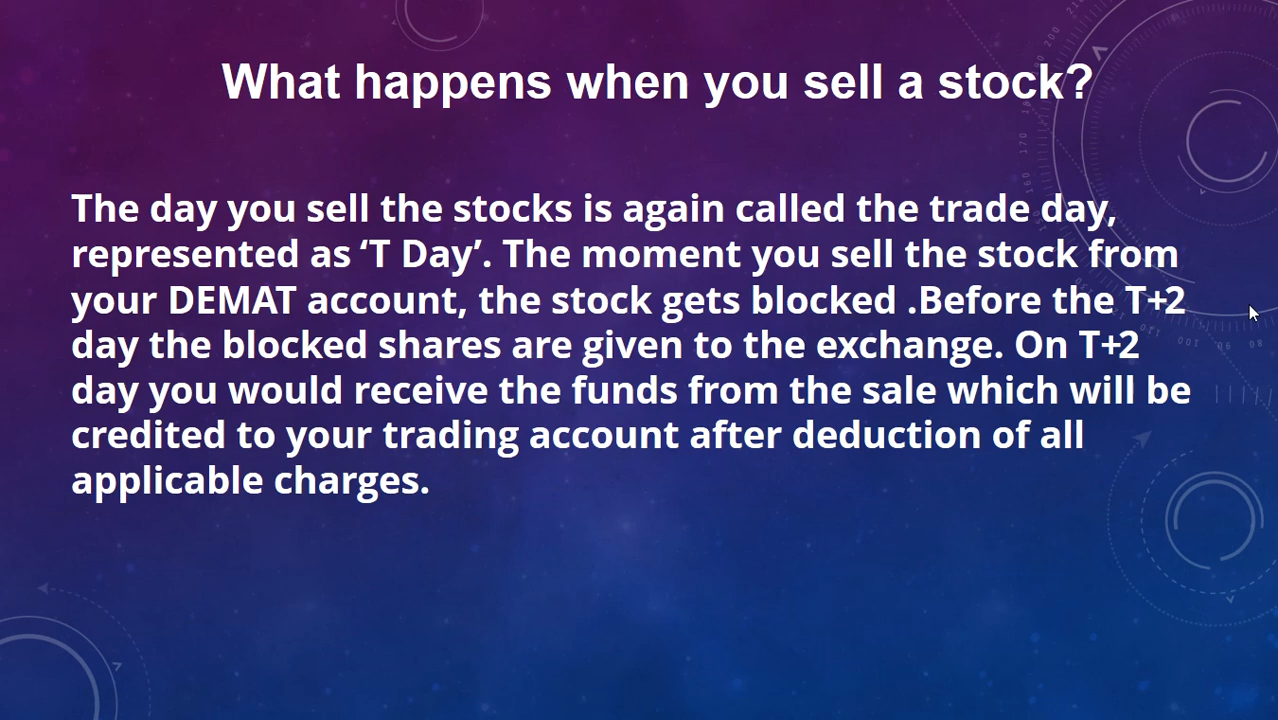 What happens when you sell a stock?
The day you sell the stocks is again called the trade day,
represented as ‘T Day’. The moment you sell the stock from
your DEMAT account, the stock gets blocked .Before the T+2
day the blocked shares are given to the exchange. On T+2
day you would receive the funds from the sale which will be
credited to your trading account after deduction of all
applicable charges.